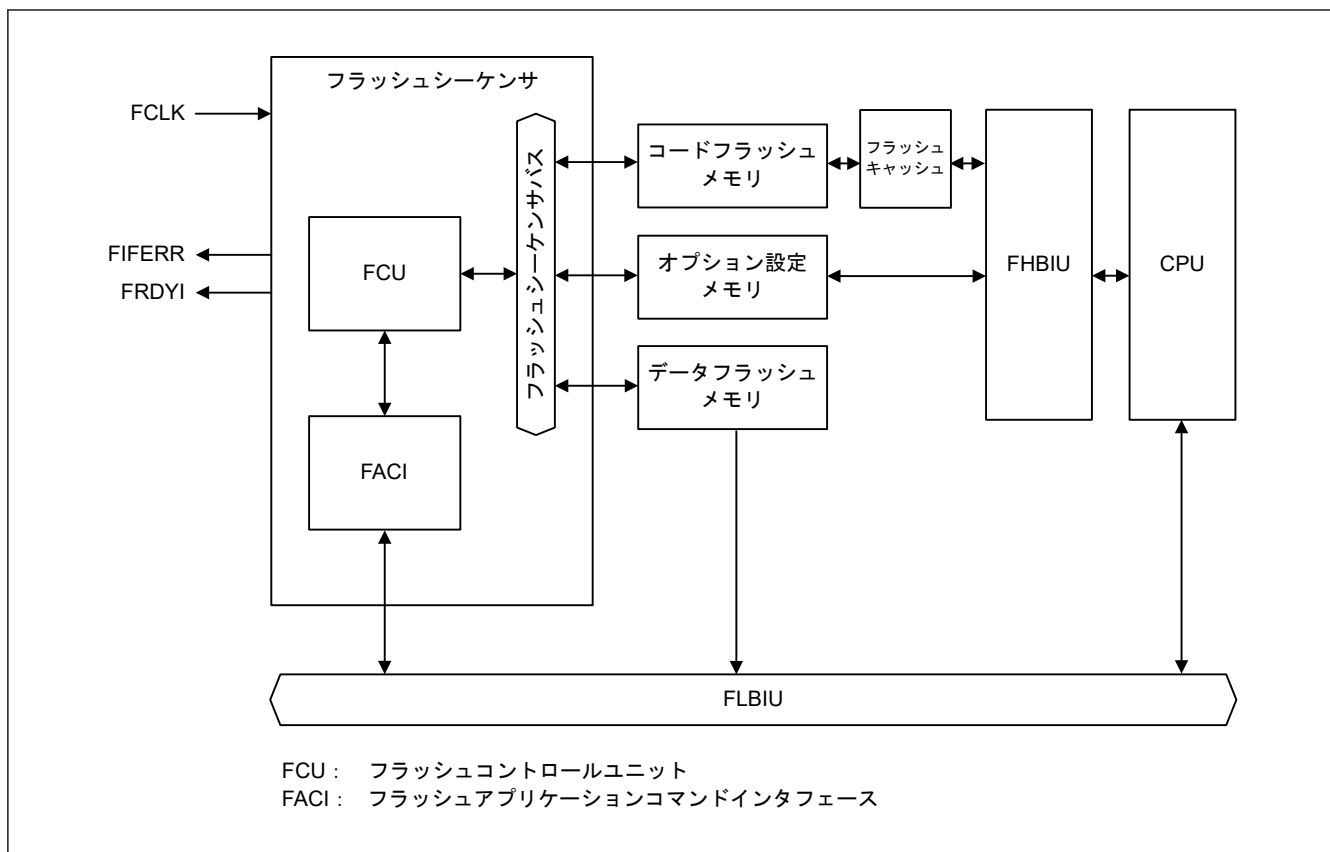 フラッシュシーケンサ
FCLK
FIFERR
FRDYI
FCU
FACI
フラッシュシーケンサバス
コードフラッシュ
メモリ
フラッシュ
キャッシュ
オプション設定
メモリ
データフラッシュ
メモリ
FHBIU
CPU
FLBIU
FCU : フラッシュコントロールユニット
FACI : フラッシュアプリケーションコマンドインタフェース